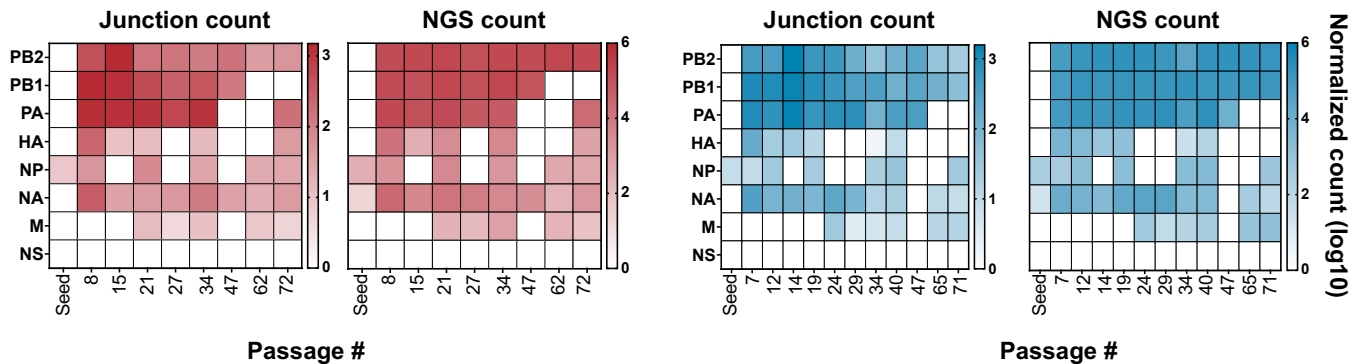 Junction count
NGS count
Junction count
NGS count
PB2
PB1
PA
HA
NP
NA
M
NS
3
2
1
0
6
4
2
0
PB2
PB1
PA
HA
NP
NA
M
NS
3
2
1
0
6
4
2
0
Normalized count (log10)
Seed 8 15 21 27 34 47 62 72
Seed 8 15 21 27 34 47 62 72
Seed 7 12 14 19 24 29 34 40 47 65 71
Seed 7 12 14 19 24 29 34 40 47 65 71
Passage #
Passage #